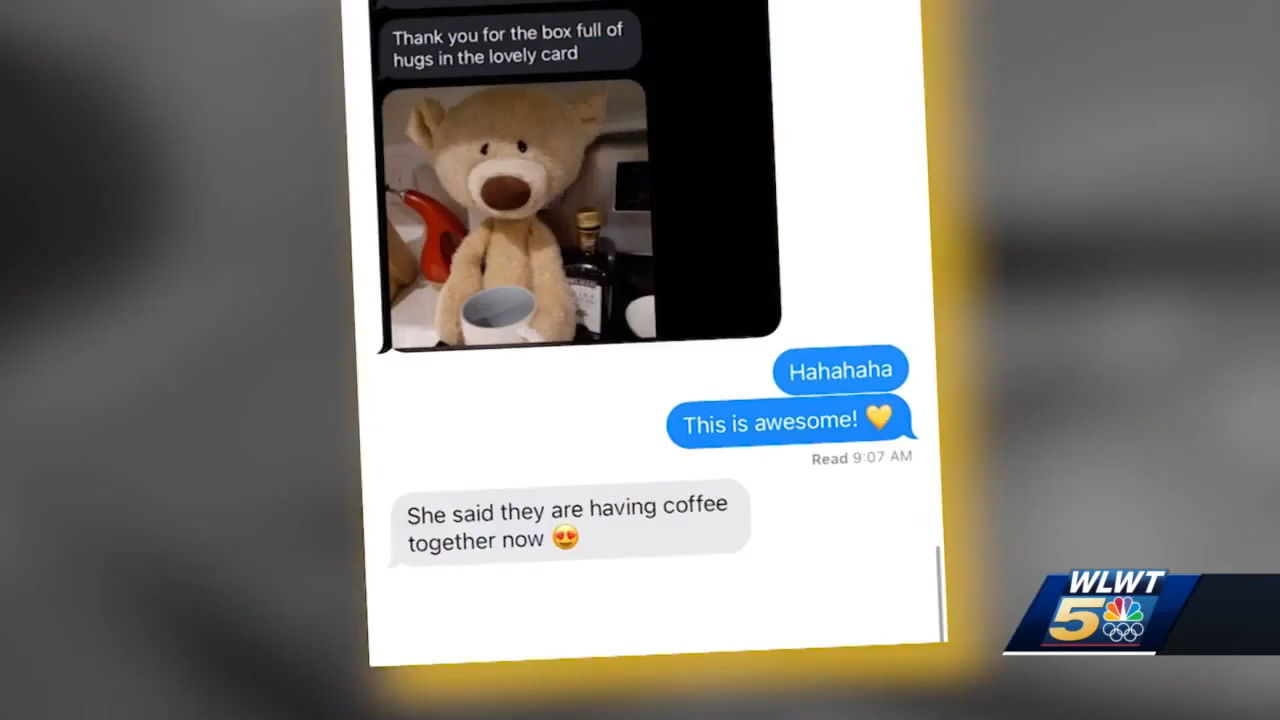 Thank you for the box full of
hugs in the lovely card
Hahahaha
This is awesome! 💛
Read 9:07 AM
She said they are having coffee
together now 😍
WLWT
5